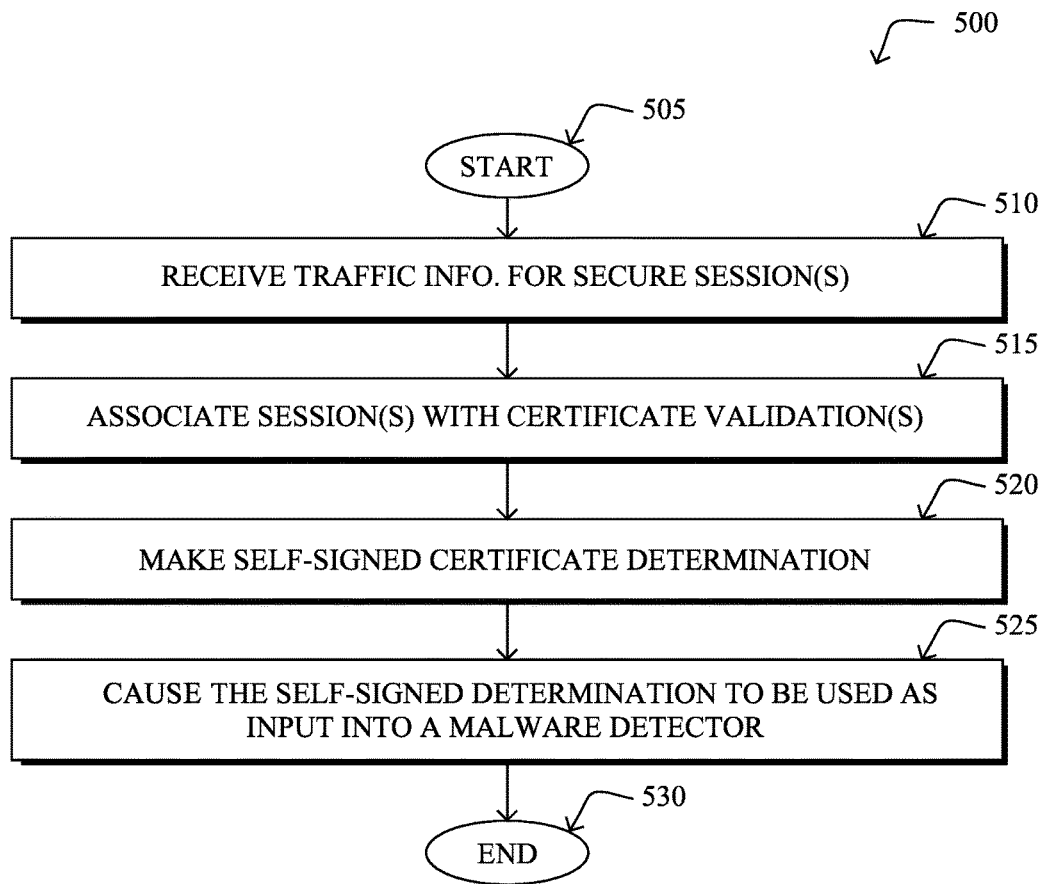 500
505
START
510
RECEIVE TRAFFIC INFO. FOR SECURE SESSION(S)
515
ASSOCIATE SESSION(S) WITH CERTIFICATE VALIDATION(S)
520
MAKE SELF-SIGNED CERTIFICATE DETERMINATION
525
CAUSE THE SELF-SIGNED DETERMINATION TO BE USED AS
INPUT INTO A MALWARE DETECTOR
530
END